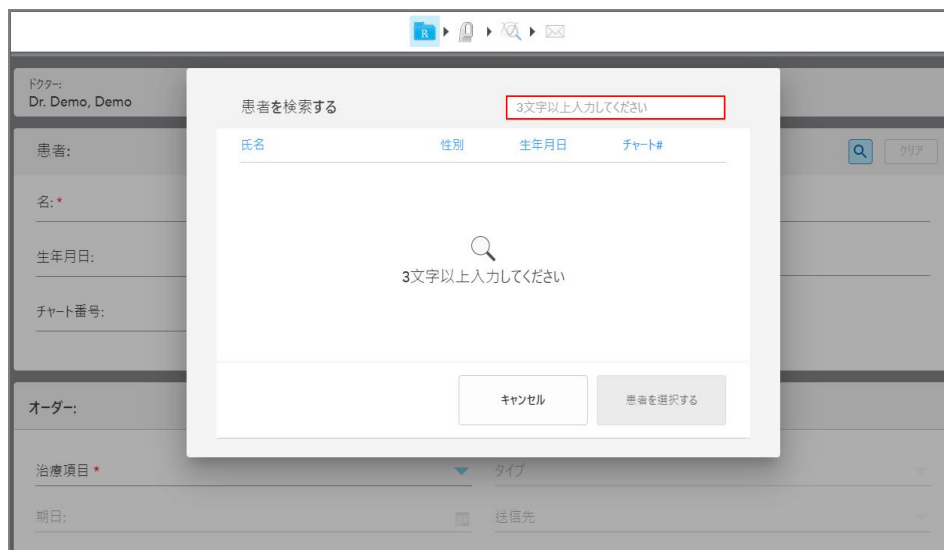 R
ドクター:
Dr. Demo, Demo
患者を検索する
3文字以上入力してください
氏名 性別 生年月日 チャート#
患者:
クリア
名: *
生年月日:
チャート番号:
3文字以上入力してください
キャンセル 患者を選択する
オーダー:
治療項目 * タイプ
期日: 送信先